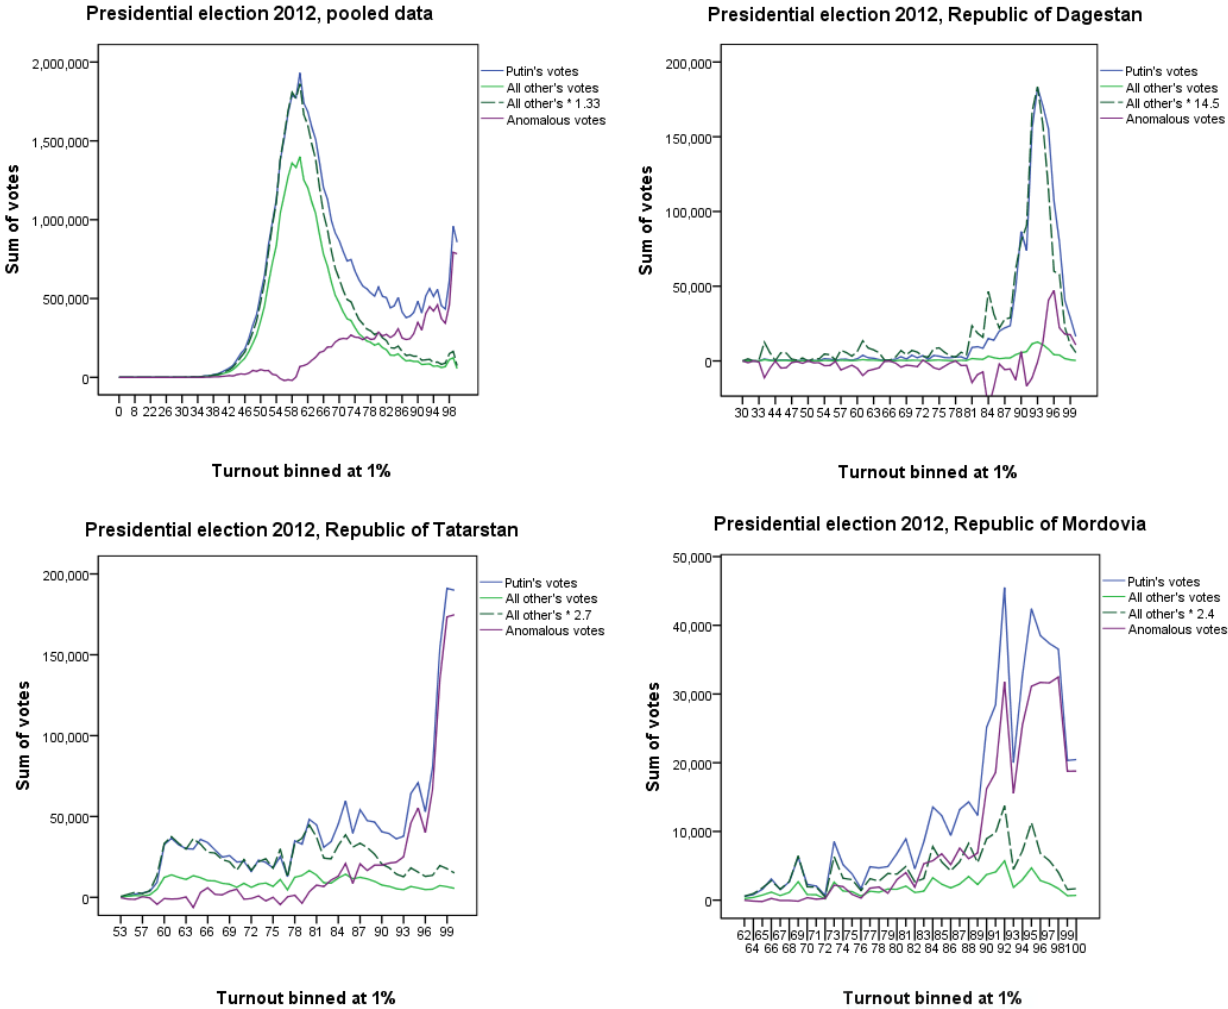 Presidential election 2012, pooled data
Sum of votes
2,000,000
1,500,000
1,000,000
500,000
0
0 8 22 26 30 34 38 42 46 50 54 58 62 66 70 74 78 82 86 90 94 98
Turnout binned at 1%
Putin's votes
All other's votes
All other's * 1.33
Anomalous votes
Presidential election 2012, Republic of Dagestan
Sum of votes
200,000
150,000
100,000
50,000
0
30 33 44 47 50 54 57 60 63 66 69 72 75 78 81 84 87 90 93 96 99
Turnout binned at 1%
Putin's votes
All other's votes
All other's * 14.5
Anomalous votes
Presidential election 2012, Republic of Tatarstan
Sum of votes
200,000
150,000
100,000
50,000
0
53 57 60 63 66 69 72 75 78 81 84 87 90 93 96 99
Turnout binned at 1%
Putin's votes
All other's votes
All other's * 2.7
Anomalous votes
Presidential election 2012, Republic of Mordovia
Sum of votes
50,000
40,000
30,000
20,000
10,000
0
62 65 67 69 71 73 75 77 79 81 83 85 87 89 91 93 95 97 99
64 66 68 70 72 74 76 78 80 82 84 86 88 90 92 94 96 98 100
Turnout binned at 1%
Putin's votes
All other's votes
All other's * 2.4
Anomalous votes